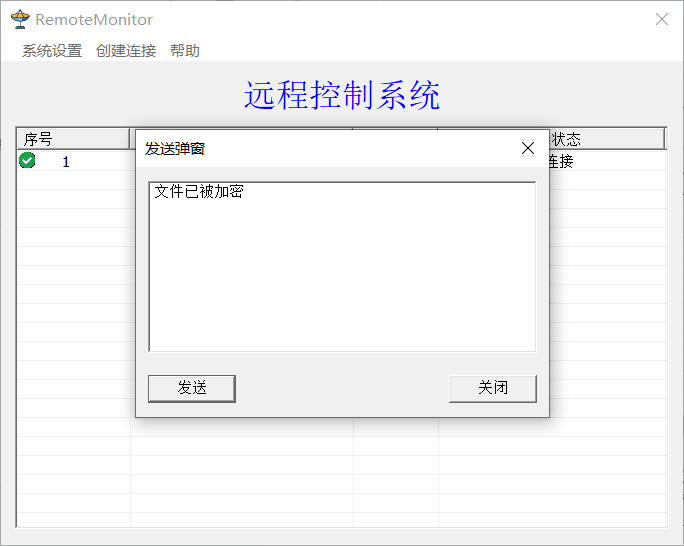 RemoteMonitor
系统设置 创建连接 帮助
远程控制系统
序号 状态
1 连接
发送弹窗
文件已被加密
发送 关闭